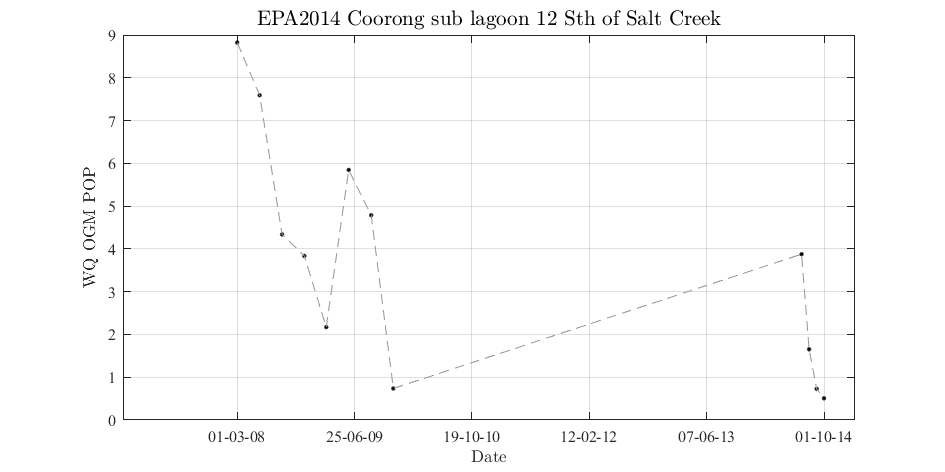 EPA2014 Coorong sub lagoon 12 Sth of Salt Creek
9
8
7
6
5
4
3
2
1
0
WQ OGM POP
01-03-08 25-06-09 19-10-10 12-02-12 07-06-13 01-10-14
Date